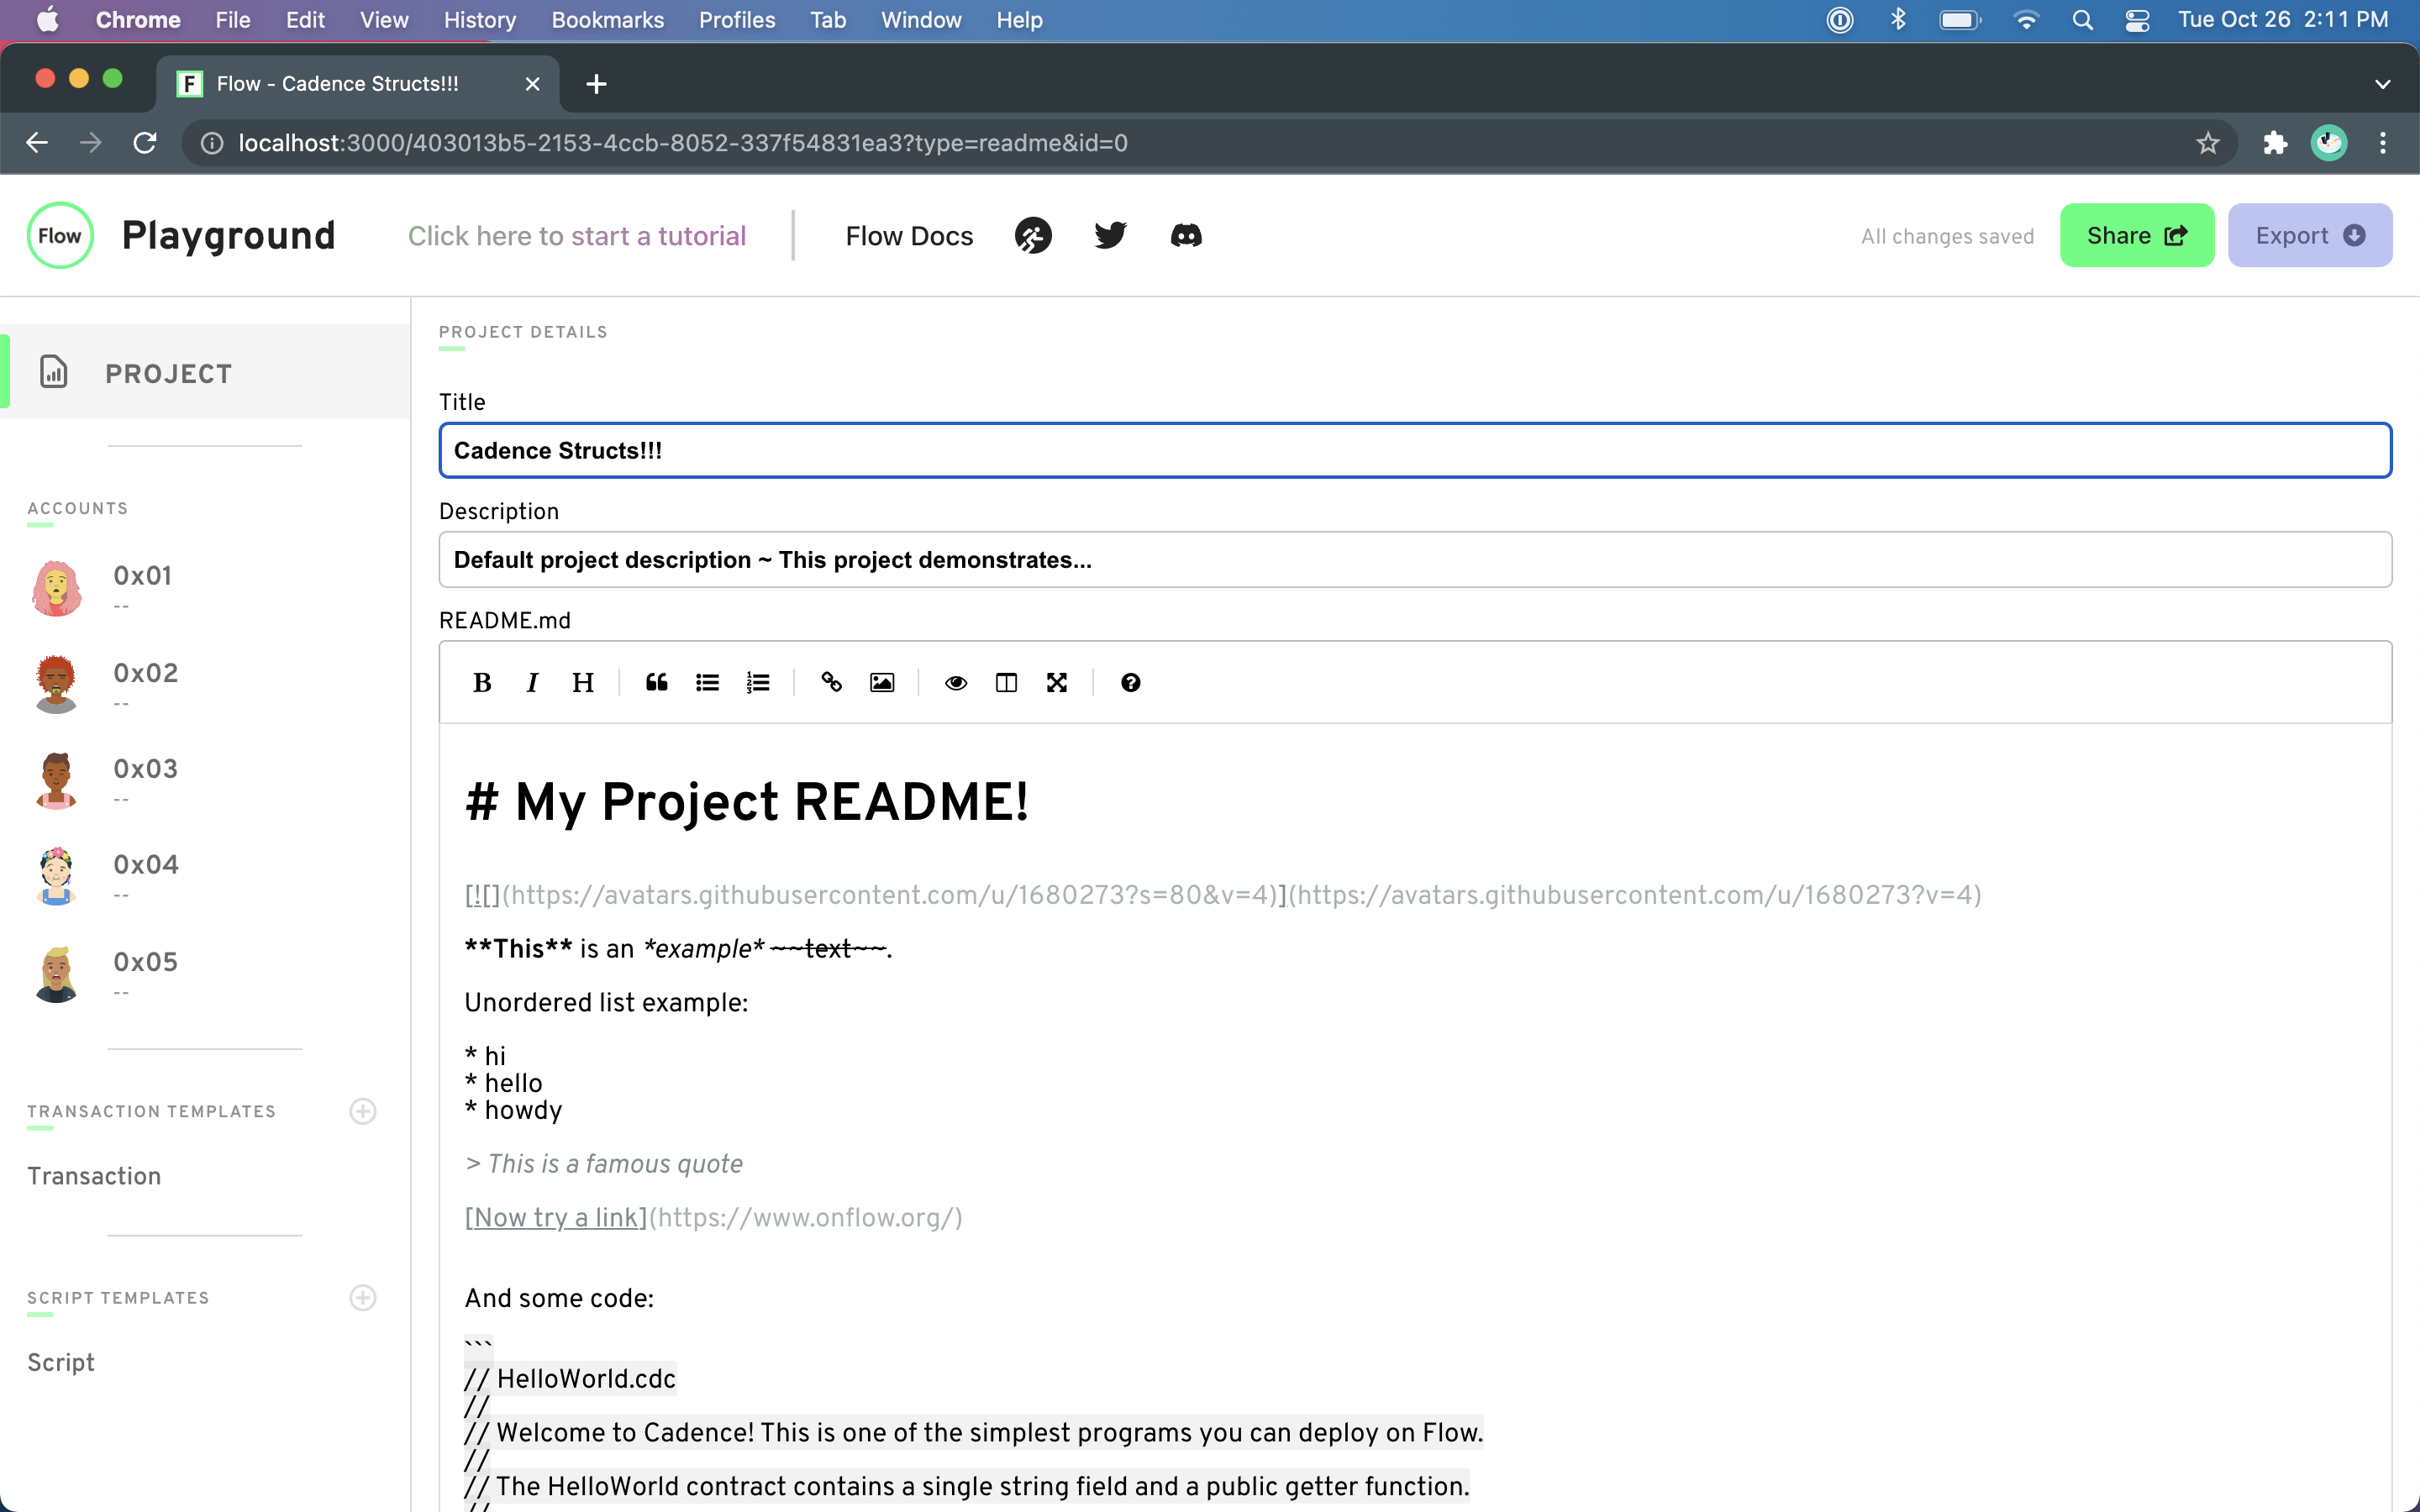 Chrome File Edit View History Bookmarks Profiles Tab Window Help Tue Oct 26 2:11 PM
F Flow - Cadence Structs!!!
localhost:3000/403013b5-2153-4ccb-8052-337f54831ea3?type=readme&id=0
Flow Playground Click here to start a tutorial Flow Docs All changes saved Share Export
PROJECT
ACCOUNTS
0x01
--
0x02
--
0x03
--
0x04
--
0x05
--
TRANSACTION TEMPLATES
Transaction
SCRIPT TEMPLATES
Script
PROJECT DETAILS
Title
Cadence Structs!!!
Description
Default project description ~ This project demonstrates...
README.md
B I H
# My Project README!
[![](https://avatars.githubusercontent.com/u/1680273?s=80&v=4)](https://avatars.githubusercontent.com/u/1680273?v=4)
**This** is an *example* ~~text~~.
Unordered list example:
* hi
* hello
* howdy
> This is a famous quote
[Now try a link](https://www.onflow.org/)
And some code:
```
// HelloWorld.cdc
//
// Welcome to Cadence! This is one of the simplest programs you can deploy on Flow.
//
// The HelloWorld contract contains a single string field and a public getter function.
//